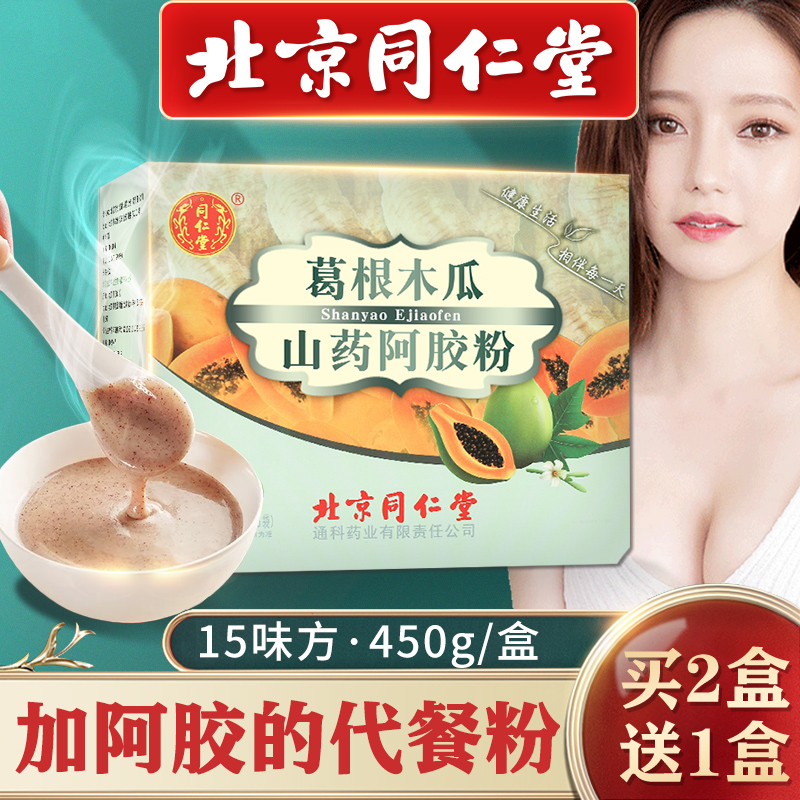 北京同仁堂
同仁堂
®
健康生活
相伴每一天
葛根木瓜
Shanyao Ejiaofen
山药阿胶粉
北京同仁堂
通科药业有限责任公司
15味方·450g/盒
加阿胶的代餐粉
买2盒
送1盒